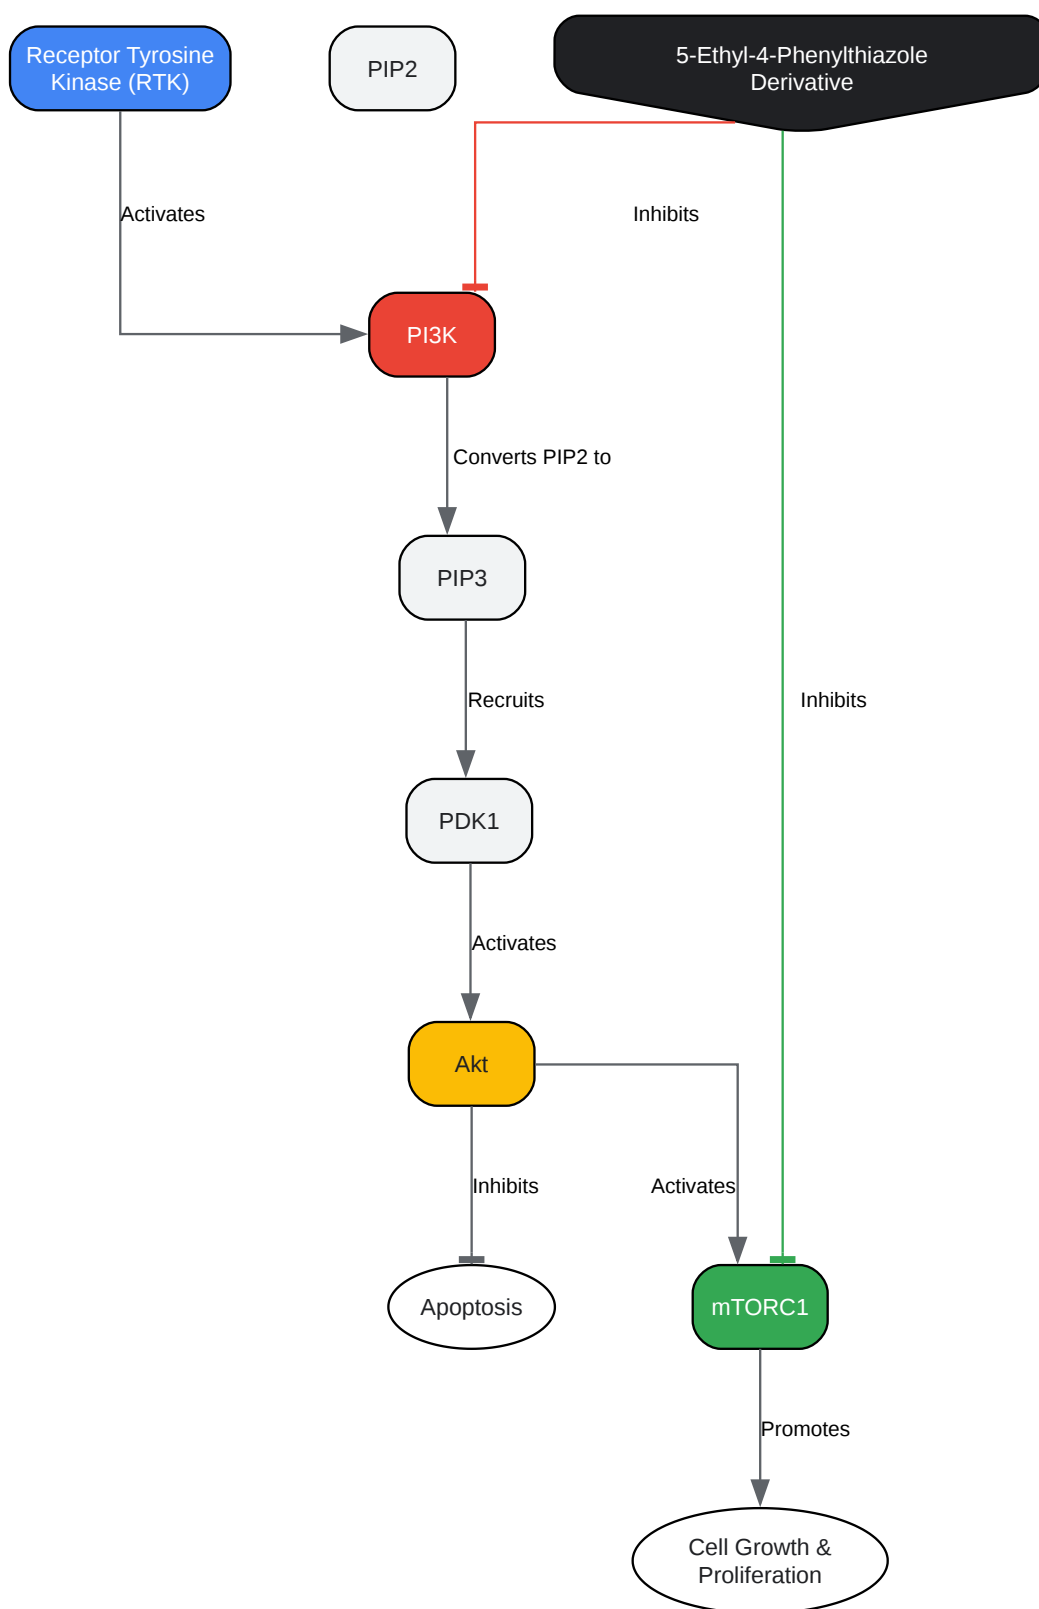 Receptor Tyrosine
Kinase (RTK)
PIP2
5-Ethyl-4-Phenylthiazole
Derivative
Activates
Inhibits
PI3K
Converts PIP2 to
PIP3
Recruits
Inhibits
PDK1
Activates
Akt
Inhibits
Activates
Apoptosis
mTORC1
Promotes
Cell Growth &
Proliferation